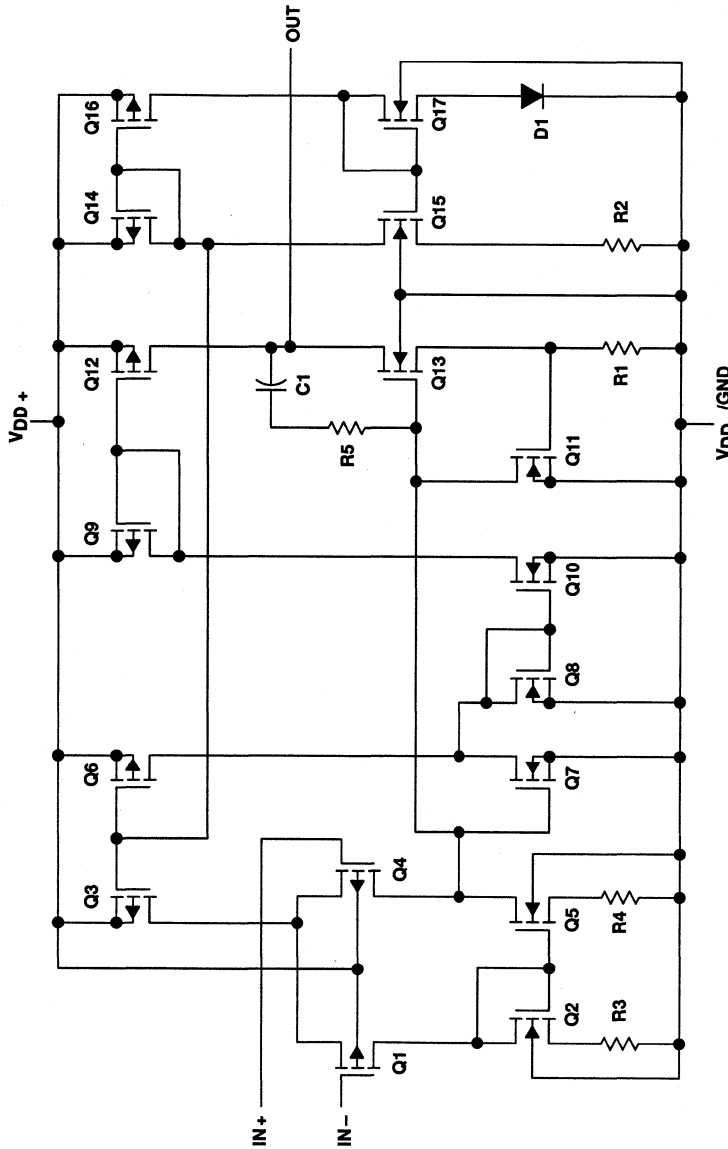 VDD +
Q3
Q6
Q9
Q12
Q14
Q16
IN+
IN−
OUT
Q1
Q4
R5
C1
Q13
Q15
Q17
Q2
Q5
Q7
Q8
Q10
Q11
D1
R3
R4
R1
R2
VDD /GND